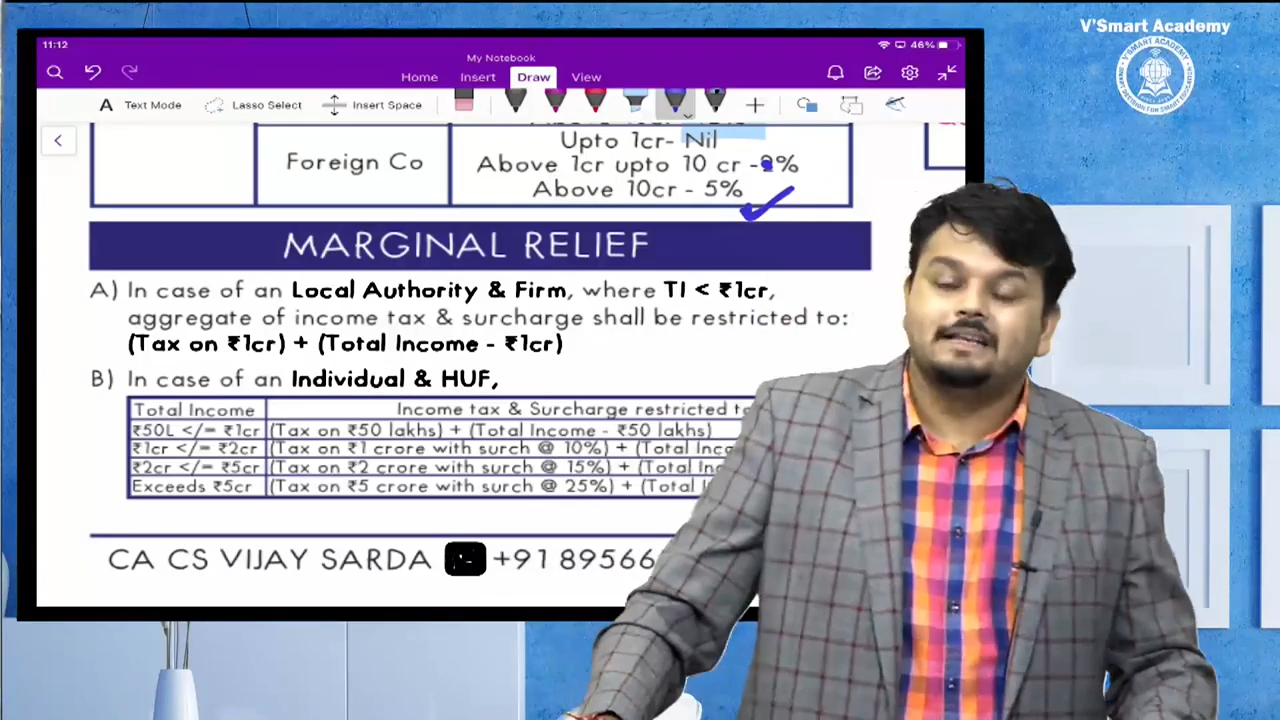 V'Smart Academy
11:12
46%
My Notebook
Home Insert Draw View
A Text Mode Lasso Select Insert Space
Upto 1cr- Nil
Foreign Co
Above 1cr upto 10 cr - %
Above 10cr - 5%
MARGINAL RELIEF
A) In case of an Local Authority & Firm, where TI < ₹1cr,
aggregate of income tax & surcharge shall be restricted to:
(Tax on ₹1cr) + (Total Income - ₹1cr)
B) In case of an Individual & HUF,
Total Income Income tax & Surcharge restricted to
₹50L </= ₹1cr (Tax on ₹50 lakhs) + (Total Income - ₹50 lakhs)
₹1cr </= ₹2cr (Tax on ₹1 crore with surch @ 10%) + (Total
₹2cr </= ₹5cr (Tax on ₹2 crore with surch @ 15%) + (Total
Exceeds ₹5cr (Tax on ₹5 crore with surch @ 25%) + (Total
CA CS VIJAY SARDA +91 89566